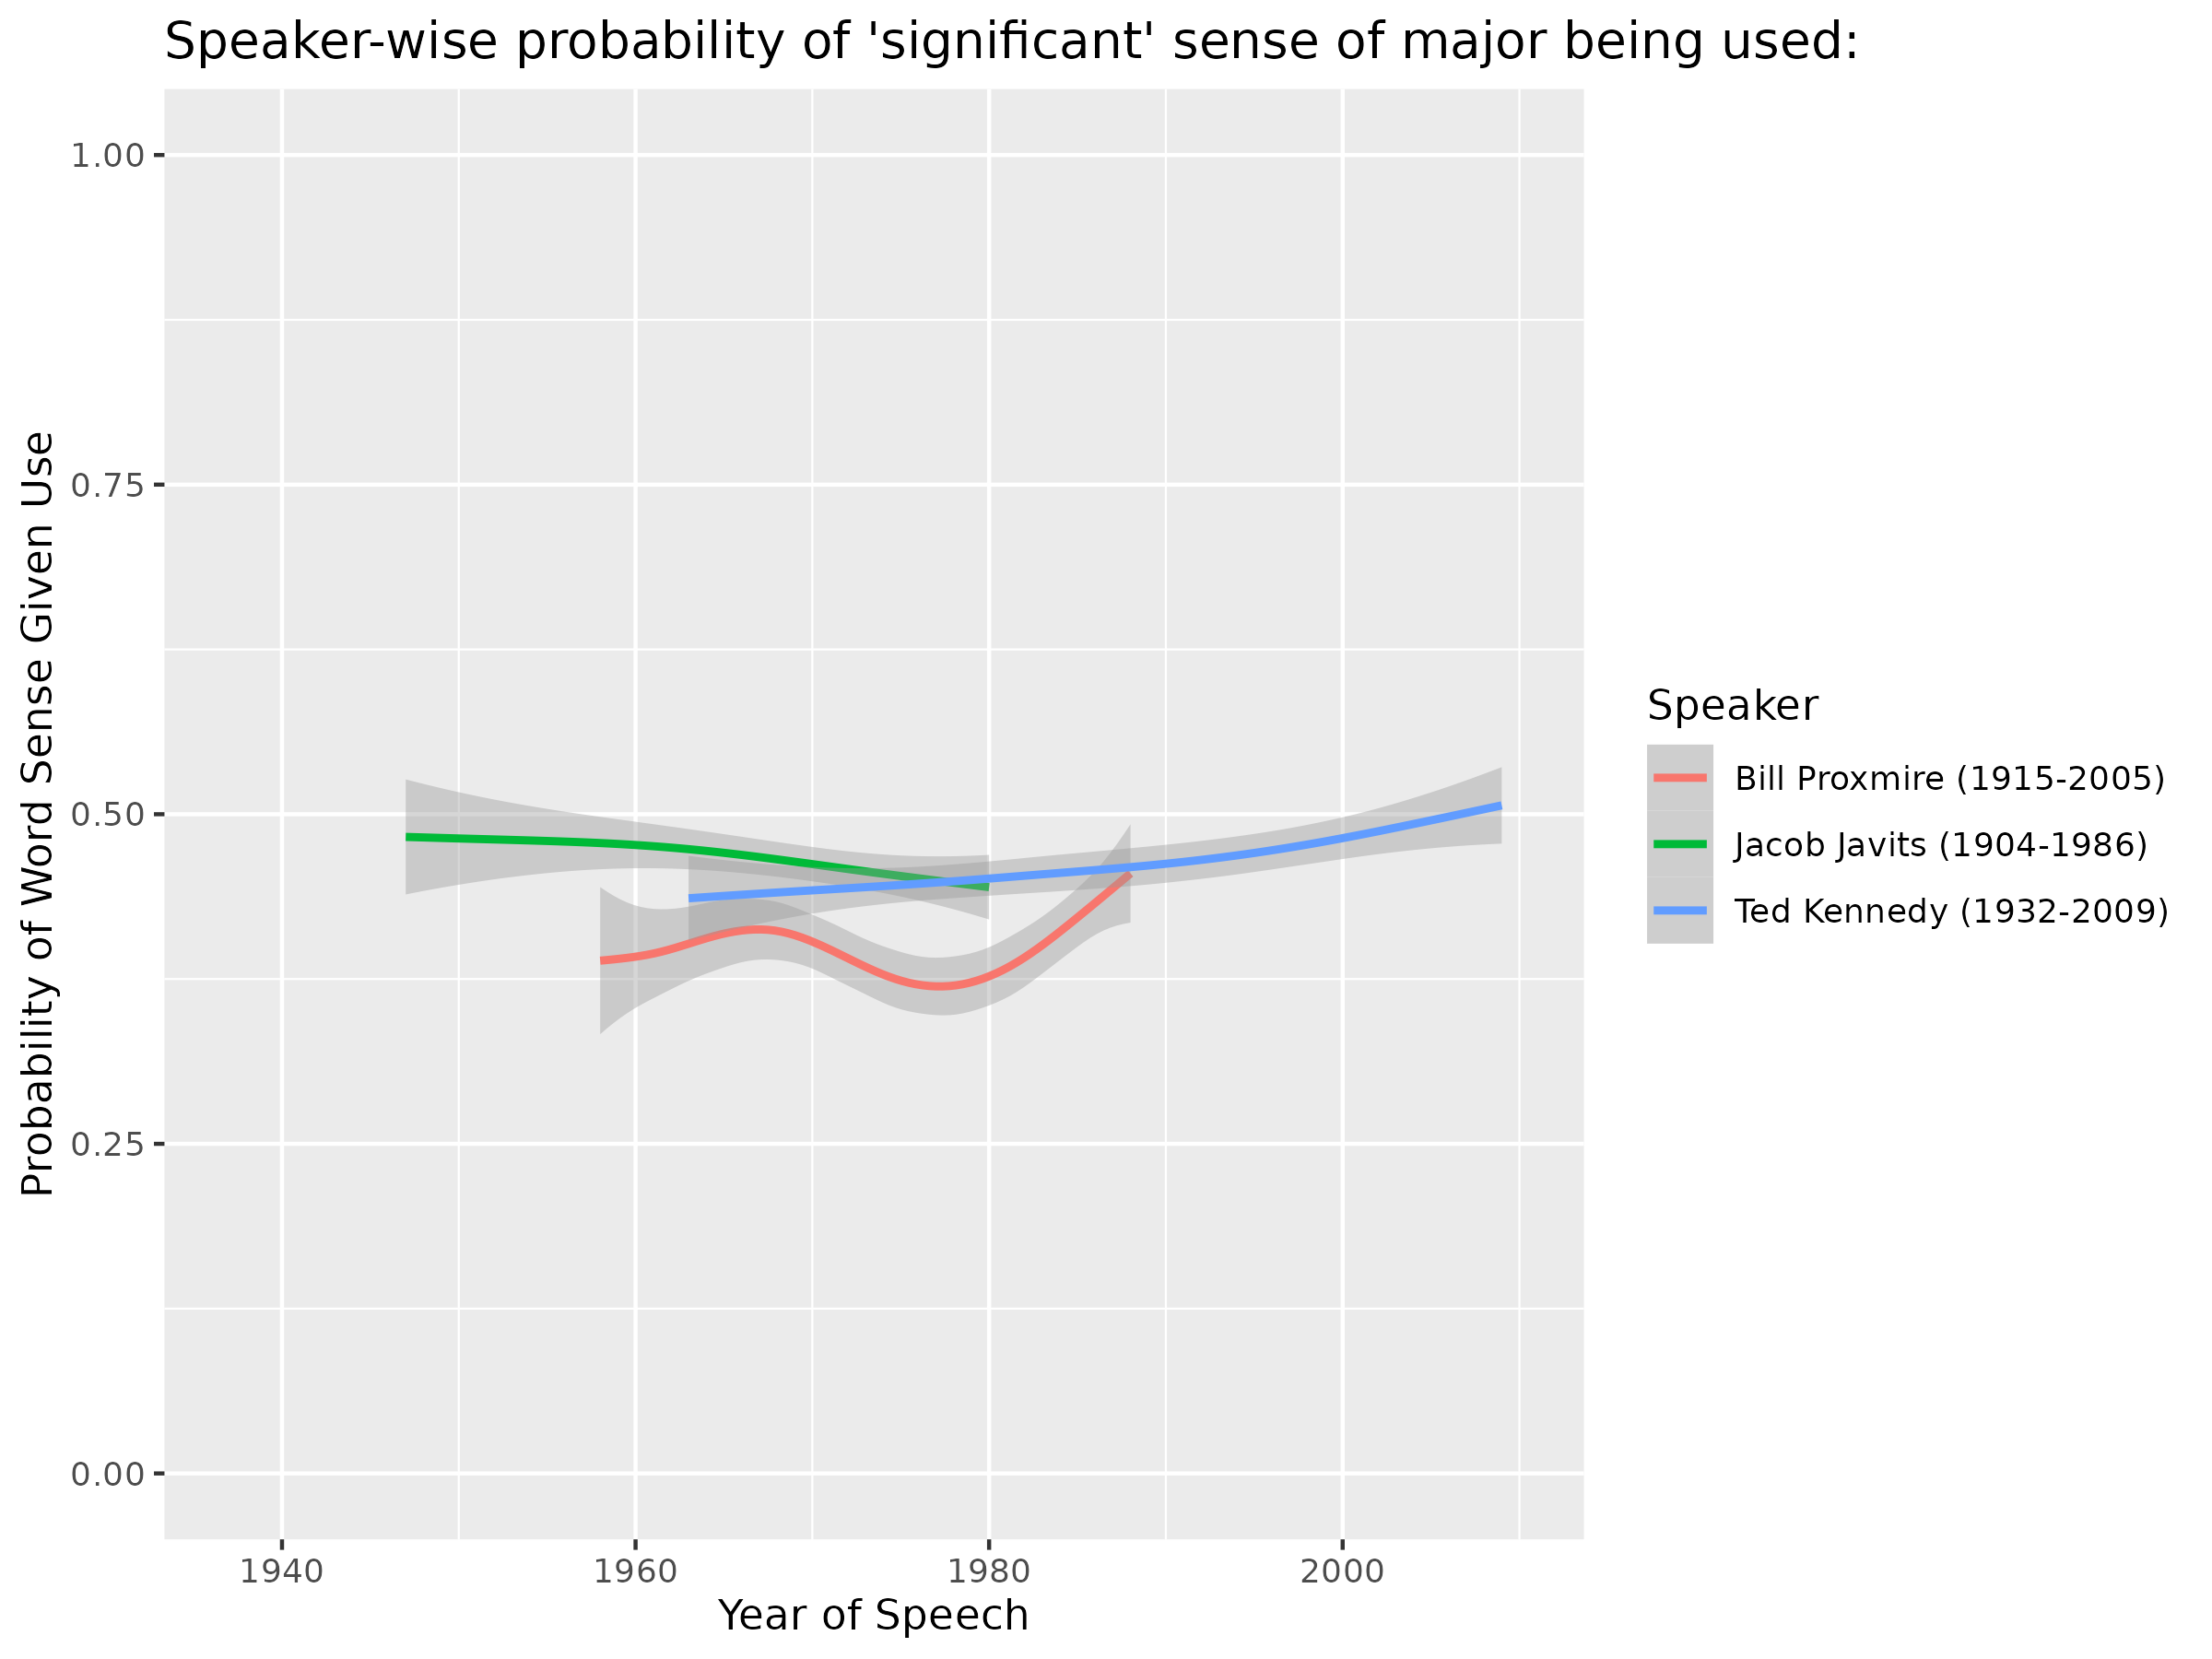 Speaker-wise probability of 'significant' sense of major being used:
Probability of Word Sense Given Use
1.00
0.75
0.50
0.25
0.00
1940
1960
1980
2000
Year of Speech
Speaker
Bill Proxmire (1915-2005)
Jacob Javits (1904-1986)
Ted Kennedy (1932-2009)